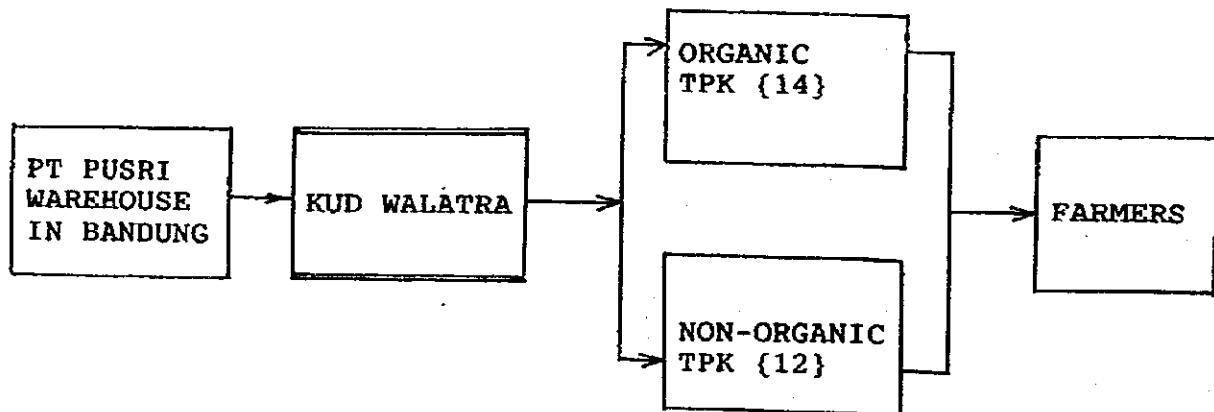 PT PUSRI
WAREHOUSE
IN BANDUNG
KUD WALATRA
ORGANIC
TPK {14}
NON-ORGANIC
TPK {12}
FARMERS